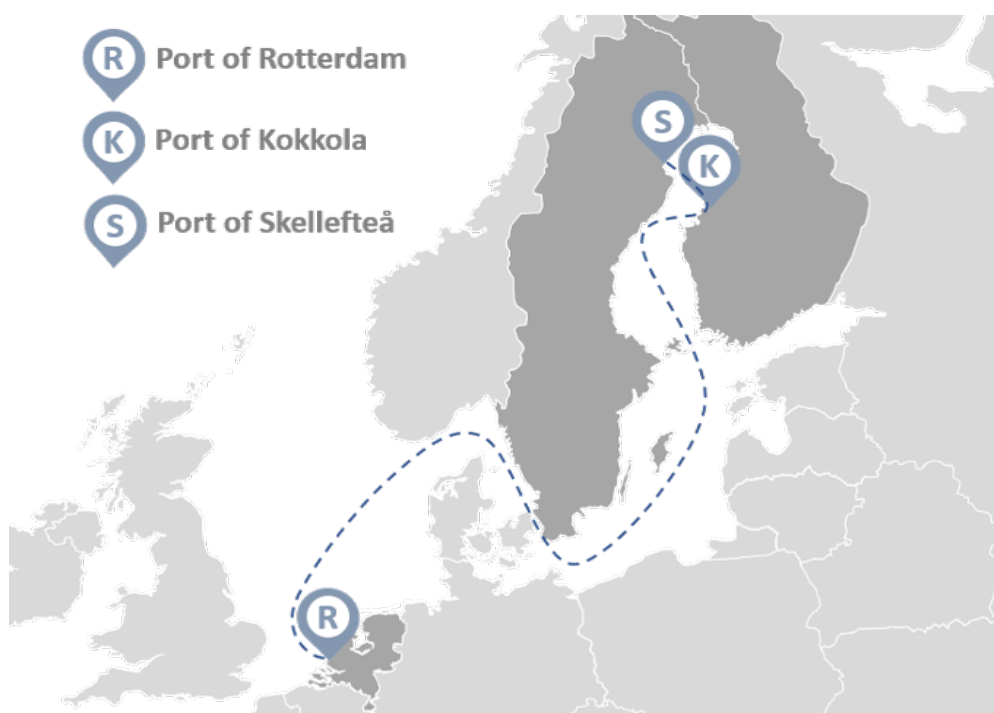 R Port of Rotterdam
K Port of Kokkola
S Port of Skellefteå
S
K
R